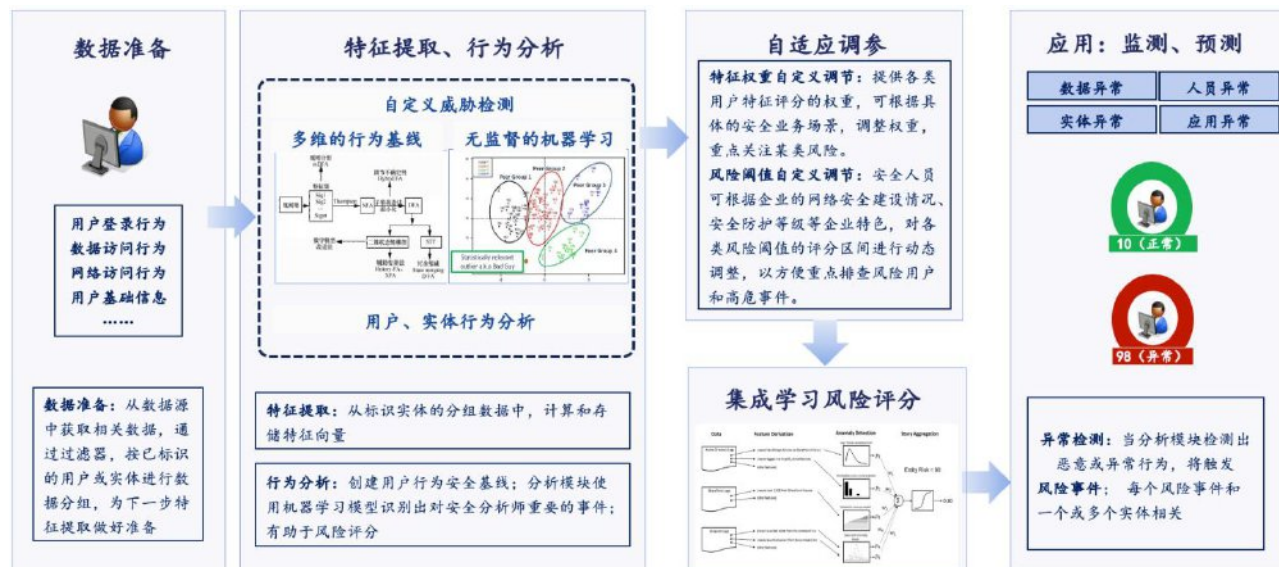 数据准备
用户登录行为
数据访问行为
网络访问行为
用户基础信息
……
数据准备：从数据源
中获取相关数据，通
过过滤器，按已标识
的用户或实体进行数
据分组，为下一步特
征提取做好准备
特征提取、行为分析
自定义威胁检测
多维的行为基线
无监督的机器学习
Peer Group 1
Peer Group 2
Peer Group 3
Peer Group 4
用户、实体行为分析
特征提取：从标识实体的分组数据中，计算和存
储特征向量
行为分析：创建用户行为安全基线；分析模块使
用机器学习模型识别出对安全分析师重要的事件；
有助于风险评分
自适应调参
特征权重自定义调节：提供各类
用户特征评分的权重，可根据具
体的安全业务场景，调整权重，
重点关注某类风险。
风险阈值自定义调节：安全人员
可根据企业的网络安全建设情况、
安全防护等级等企业特色，对各
类风险阈值的评分区间进行动态
调整，以方便重点排查风险用户
和高危事件。
集成学习风险评分
Data
Feature Derivation
Anomaly Detection
Story Aggregation
应用：监测、预测
数据异常
人员异常
实体异常
应用异常
10（正常）
98（异常）
异常检测：当分析模块检测出
恶意或异常行为，将触发
风险事件： 每个风险事件和
一个或多个实体相关